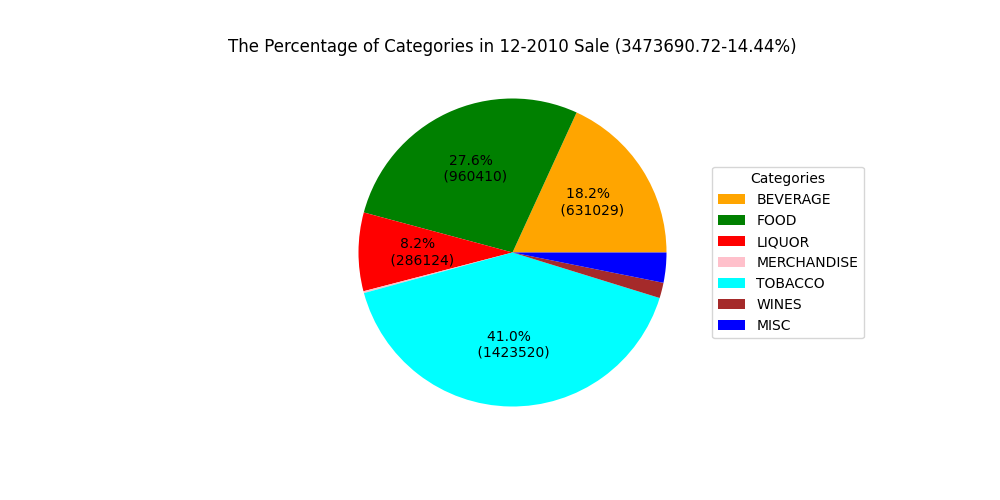 The Percentage of Categories in 12-2010 Sale (3473690.72-14.44%)
27.6%
(960410)
18.2%
(631029)
8.2%
(286124)
41.0%
(1423520)
Categories
BEVERAGE
FOOD
LIQUOR
MERCHANDISE
TOBACCO
WINES
MISC